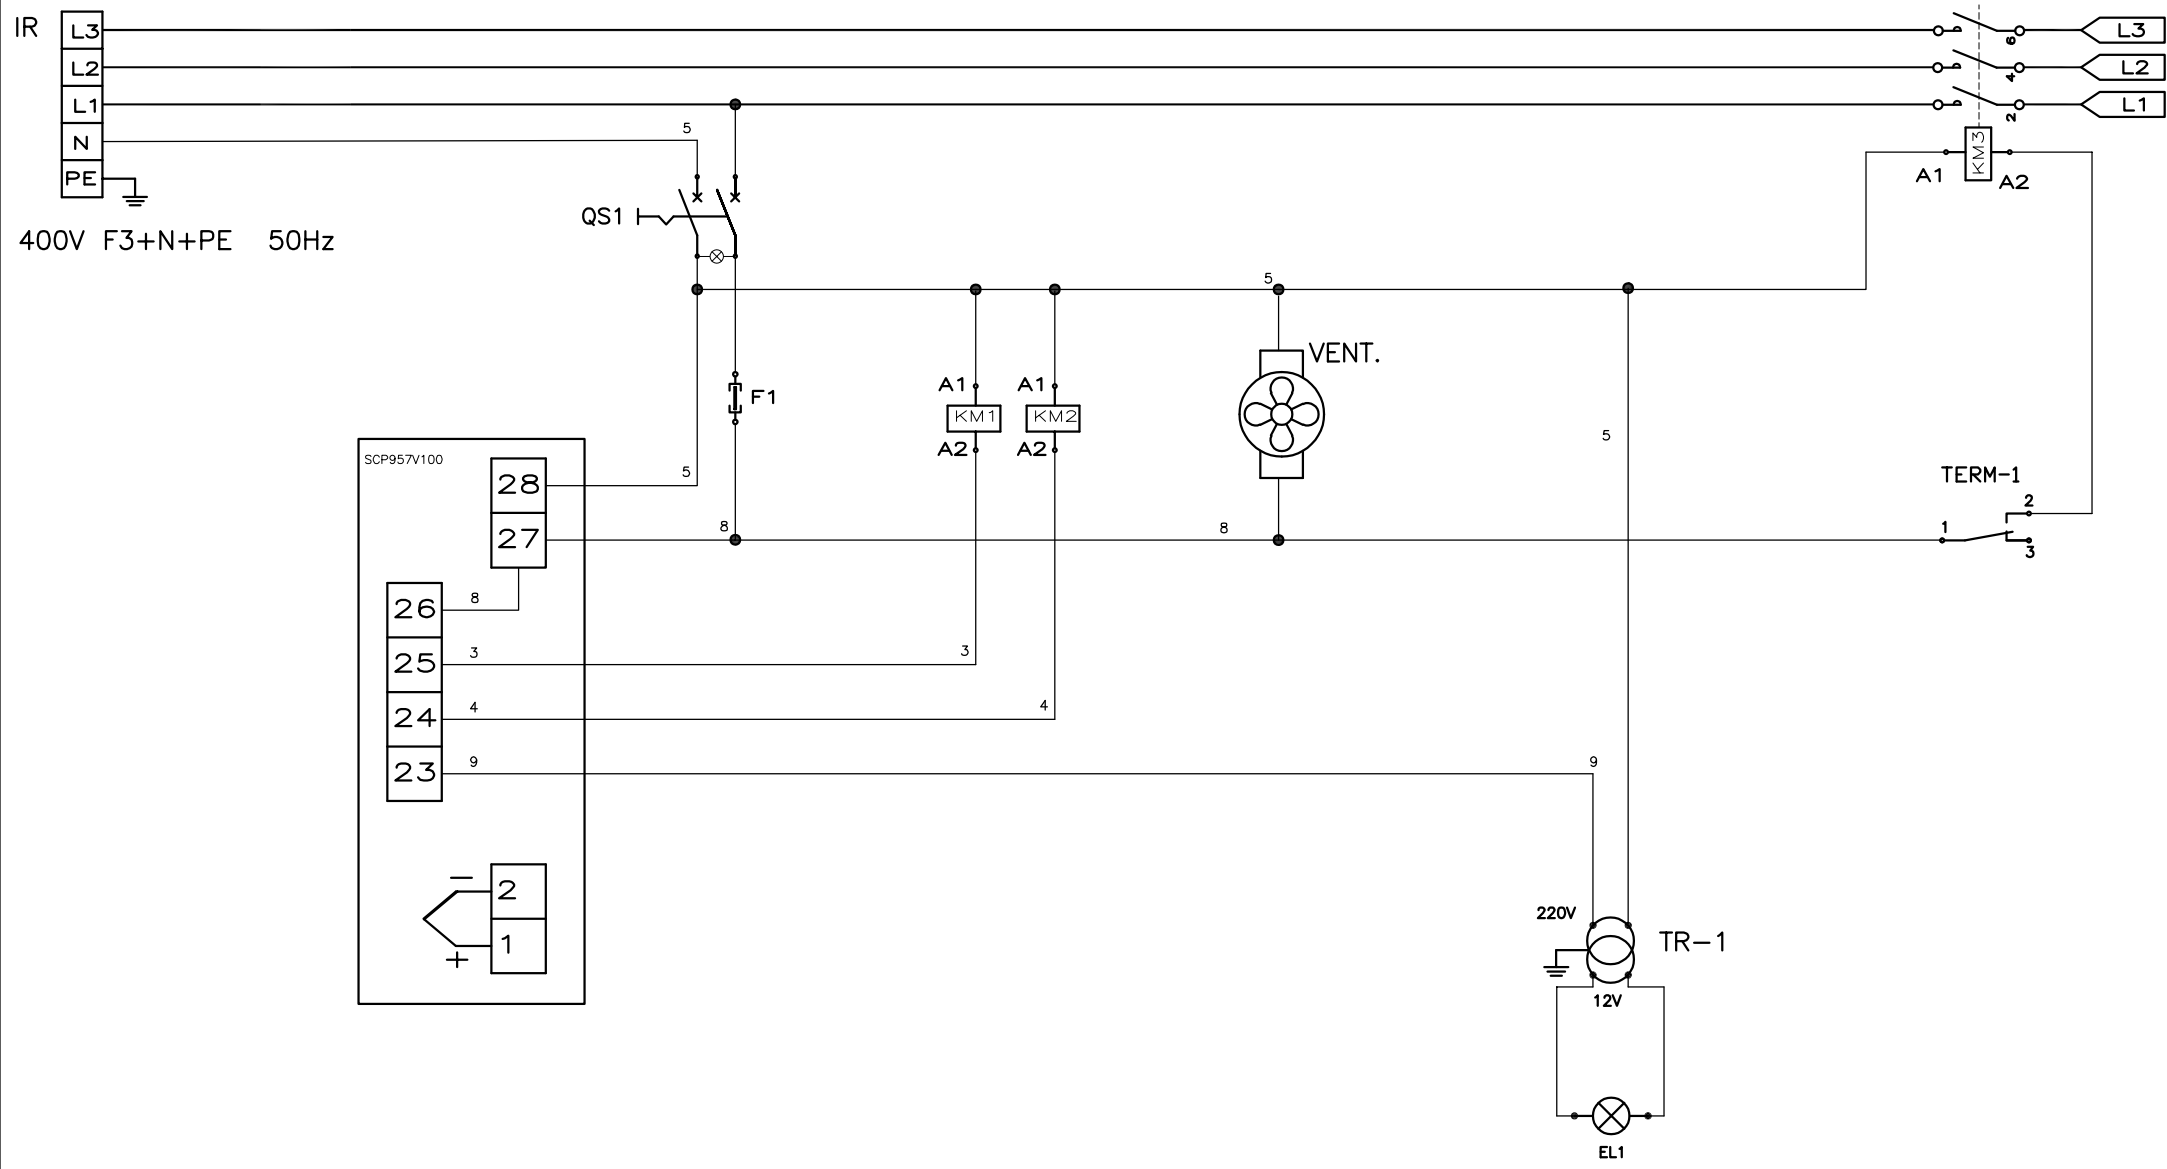 IR
L3
L2
L1
N
PE
400V F3+N+PE 50Hz
5
QS1
F1
6
4
2
L3
L2
L1
KM3
A1
A2
5
A1
KM1
A2
A1
KM2
A2
VENT.
5
TERM-1
1
2
3
SCP957V100
28
5
27
8
8
26
8
25
3
3
24
4
4
23
9
9
2
1
−
+
220V
TR-1
12V
EL1